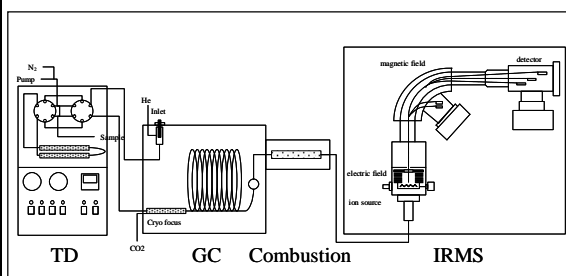 N2
Pump
Sample
He
Inlet
Cryo focus
CO2
magnetic field
detector
electric field
ion source
TD
GC
Combustion
IRMS